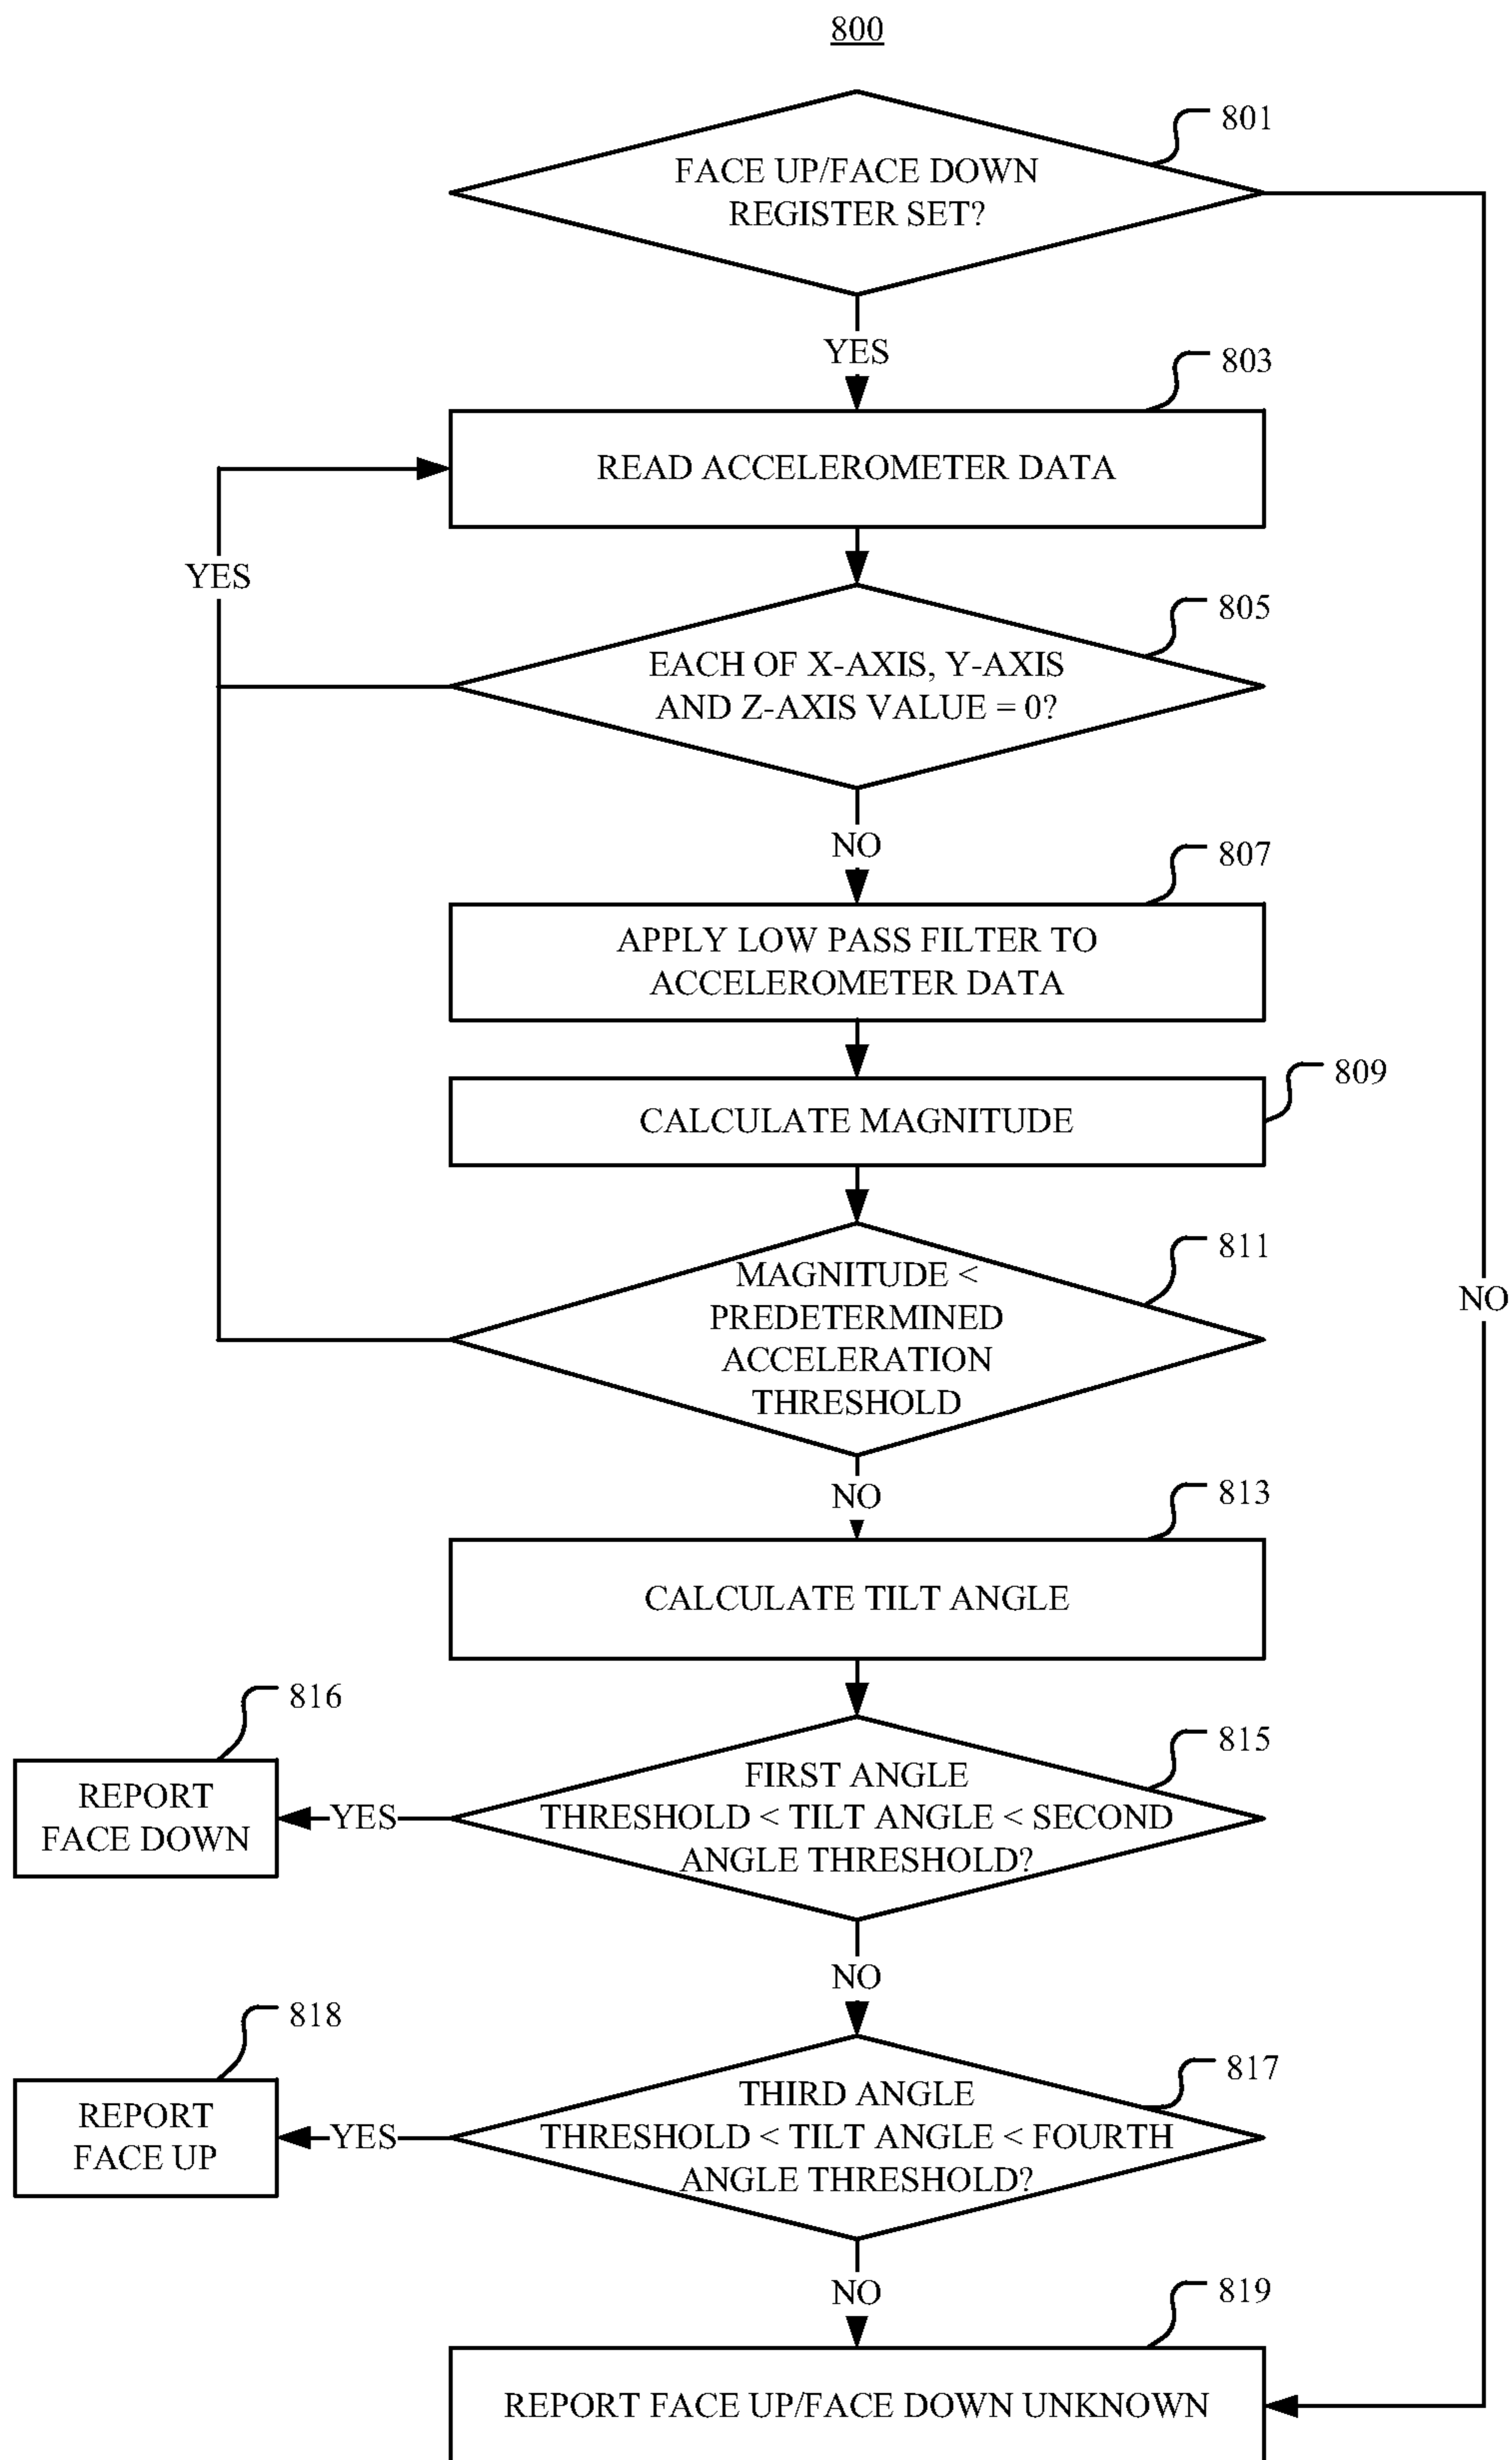 800
801
FACE UP/FACE DOWN
REGISTER SET?
YES
803
READ ACCELEROMETER DATA
YES
805
EACH OF X-AXIS, Y-AXIS
AND Z-AXIS VALUE = 0?
NO
807
APPLY LOW PASS FILTER TO
ACCELEROMETER DATA
809
CALCULATE MAGNITUDE
811
MAGNITUDE <
PREDETERMINED
ACCELERATION
THRESHOLD
NO
NO
813
CALCULATE TILT ANGLE
816
REPORT
FACE DOWN
YES
815
FIRST ANGLE
THRESHOLD < TILT ANGLE < SECOND
ANGLE THRESHOLD?
NO
818
REPORT
FACE UP
YES
817
THIRD ANGLE
THRESHOLD < TILT ANGLE < FOURTH
ANGLE THRESHOLD?
NO
819
REPORT FACE UP/FACE DOWN UNKNOWN